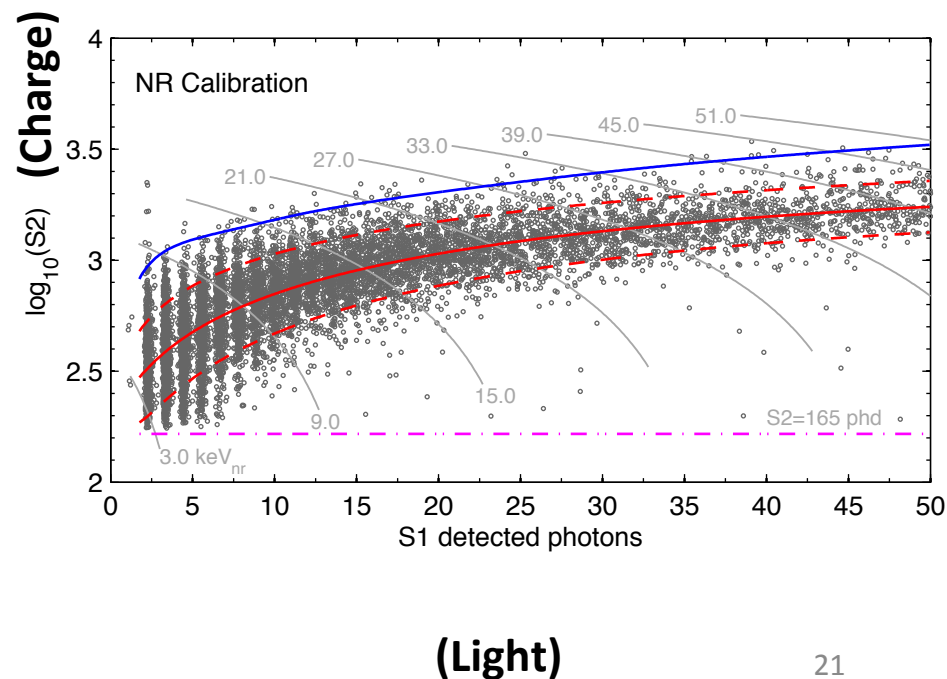 (Charge)
log10(S2)
4
3.5
3
2.5
2
NR Calibration
51.0
45.0
39.0
33.0
27.0
21.0
15.0
9.0
3.0 keVnr
S2=165 phd
0 5 10 15 20 25 30 35 40 45 50
S1 detected photons
(Light)
21